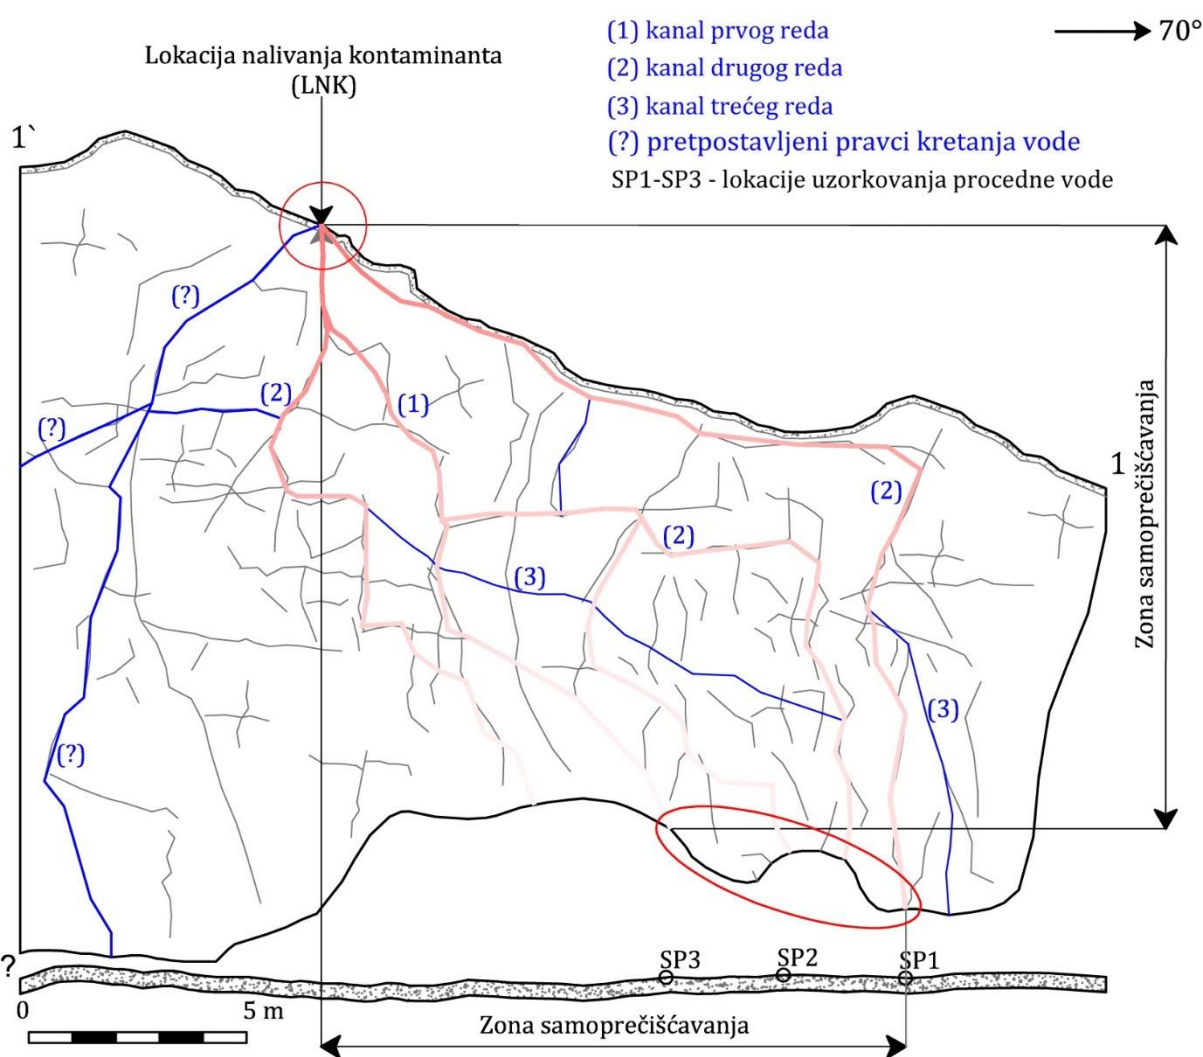 (1) kanal prvog reda
70°
Lokacija nalivanja kontaminanta
(LNK)
(2) kanal drugog reda
(3) kanal trećeg reda
(?) pretpostavljeni pravci kretanja vode
SP1-SP3 - lokacije uzorkovanja procedne vode
1`
(?)
(2)
(1)
(?)
1
(2)
(2)
(3)
Zona samoprečišćavanja
(3)
(?)
?
SP3
SP2
SP1
0
5 m
Zona samoprečišćavanja